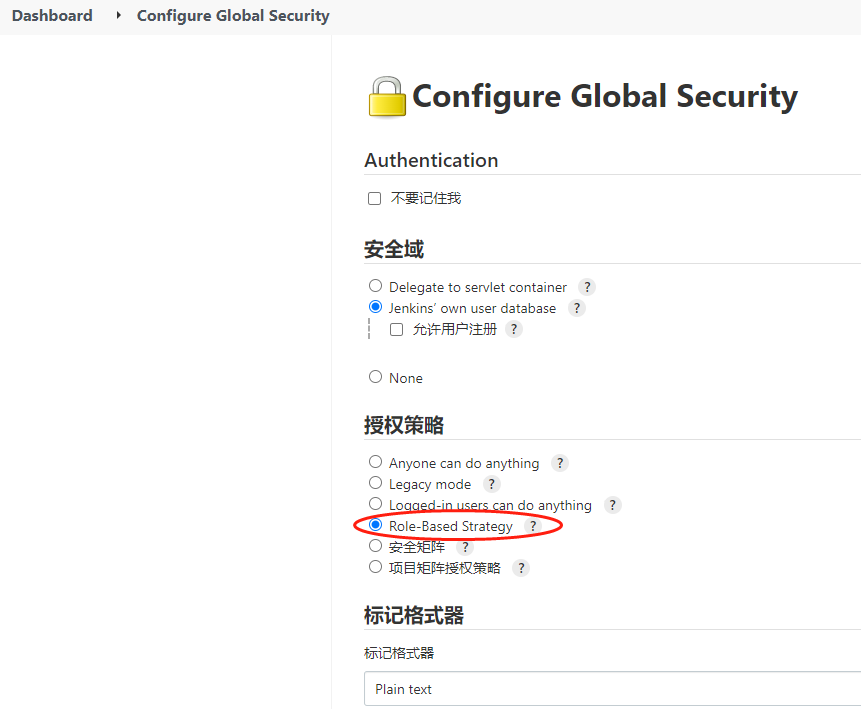 Dashboard ‣ Configure Global Security
Configure Global Security
Authentication
不要记住我
安全域
Delegate to servlet container ?
Jenkins’ own user database ?
允许用户注册 ?
None
授权策略
Anyone can do anything ?
Legacy mode ?
Logged-in users can do anything ?
Role-Based Strategy ?
安全矩阵 ?
项目矩阵授权策略 ?
标记格式器
标记格式器
Plain text